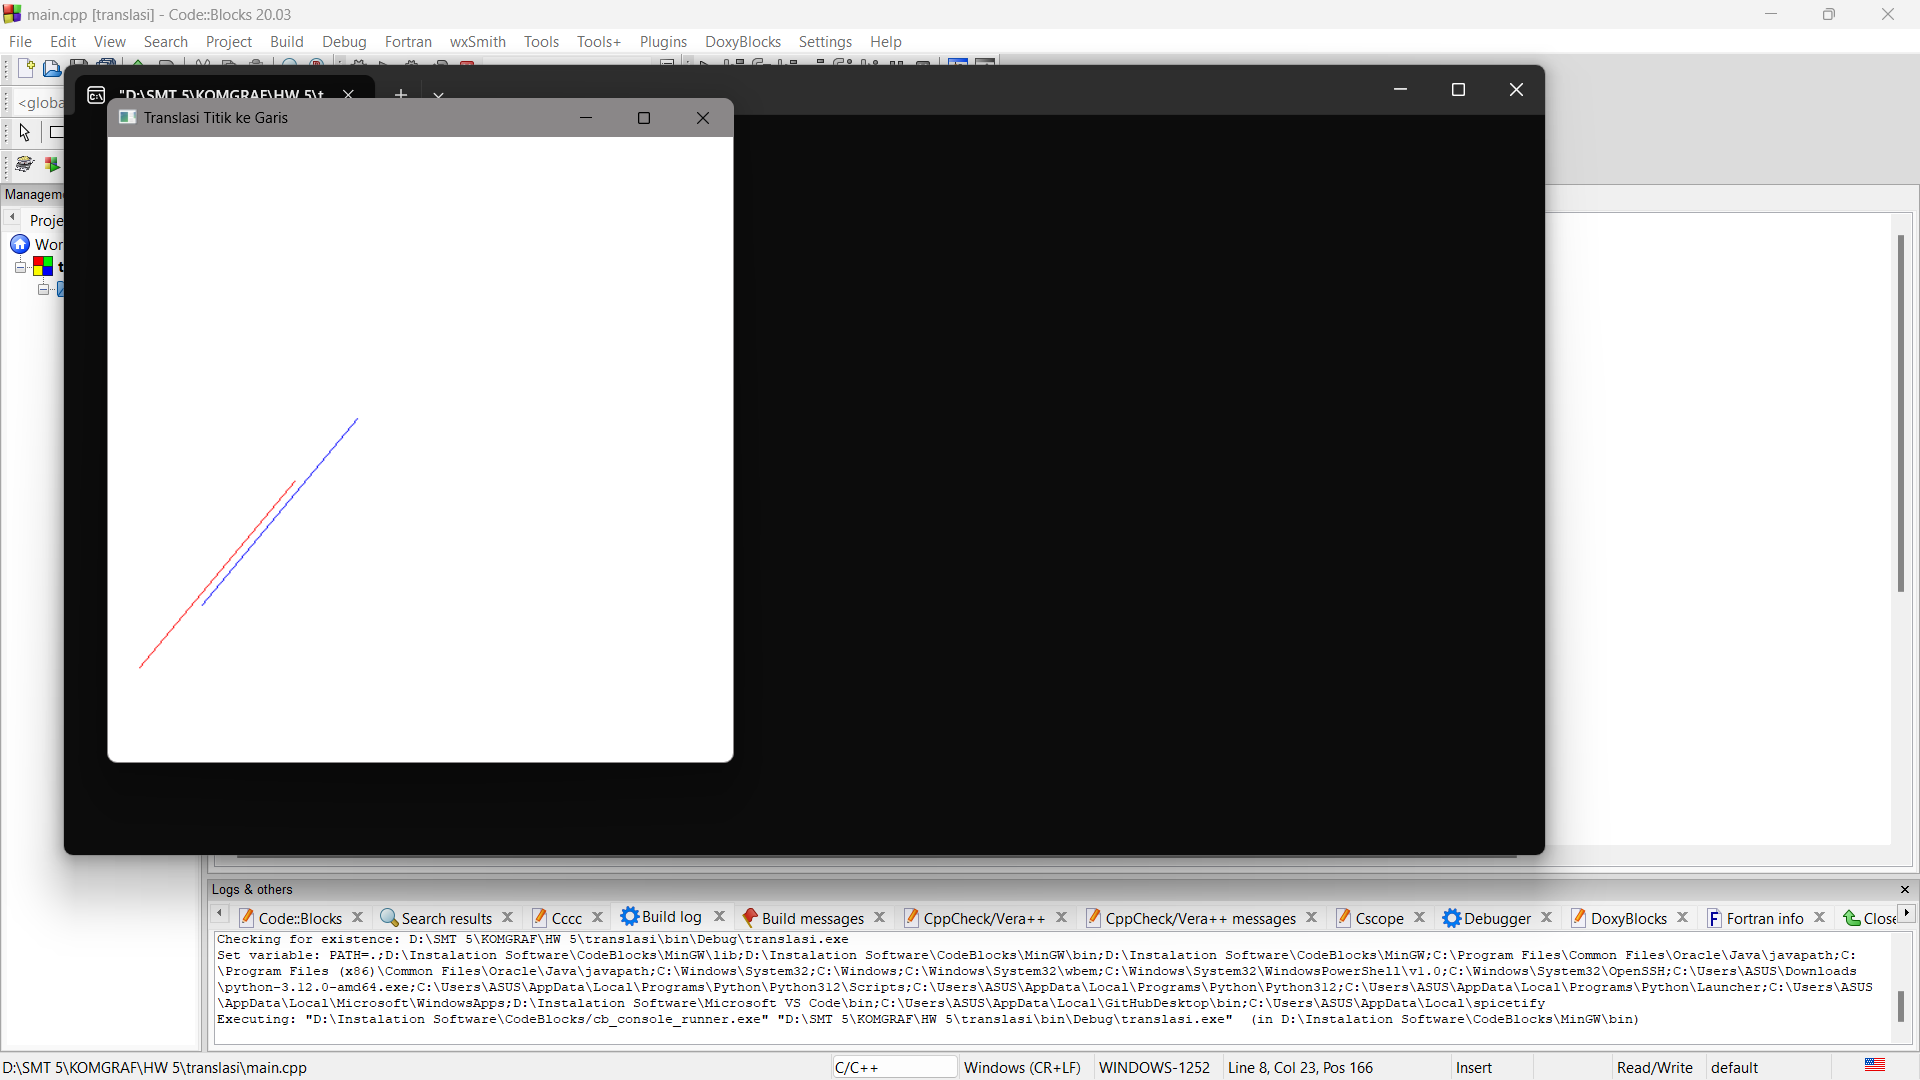 main.cpp [translasi] - Code::Blocks 20.03
File Edit View Search Project Build Debug Fortran wxSmith Tools Tools+ Plugins DoxyBlocks Settings Help
"D:\SMT 5\KOMGRAF\HW 5\t
<globa
Translasi Titik ke Garis
Managem
Proje
Wor
t
Logs & others
Code::Blocks Search results Cccc Build log Build messages CppCheck/Vera++ CppCheck/Vera++ messages Cscope Debugger DoxyBlocks Fortran info Close
Checking for existence: D:\SMT 5\KOMGRAF\HW 5\translasi\bin\Debug\translasi.exe
Set variable: PATH=.;D:\Instalation Software\CodeBlocks\MinGW\lib;D:\Instalation Software\CodeBlocks\MinGW\bin;D:\Instalation Software\CodeBlocks\MinGW;C:\Program Files\Common Files\Oracle\Java\javapath;C:
\Program Files (x86)\Common Files\Oracle\Java\javapath;C:\Windows\System32;C:\Windows;C:\Windows\System32\wbem;C:\Windows\System32\WindowsPowerShell\v1.0;C:\Windows\System32\OpenSSH;C:\Users\ASUS\Downloads
\python-3.12.0-amd64.exe;C:\Users\ASUS\AppData\Local\Programs\Python\Python312\Scripts;C:\Users\ASUS\AppData\Local\Programs\Python\Python312;C:\Users\ASUS\AppData\Local\Programs\Python\Launcher;C:\Users\ASUS
\AppData\Local\Microsoft\WindowsApps;D:\Instalation Software\Microsoft VS Code\bin;C:\Users\ASUS\AppData\Local\GitHubDesktop\bin;C:\Users\ASUS\AppData\Local\spicetify
Executing: "D:\Instalation Software\CodeBlocks/cb_console_runner.exe" "D:\SMT 5\KOMGRAF\HW 5\translasi\bin\Debug\translasi.exe"  (in D:\Instalation Software\CodeBlocks\MinGW\bin)
D:\SMT 5\KOMGRAF\HW 5\translasi\main.cpp C/C++ Windows (CR+LF) WINDOWS-1252 Line 8, Col 23, Pos 166 Insert Read/Write default